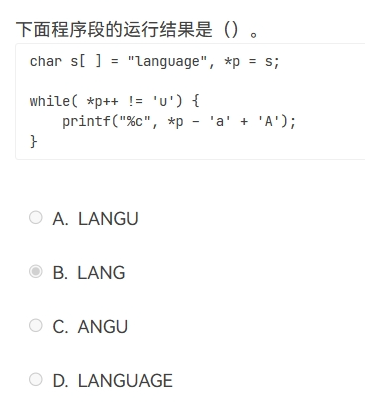 下面程序段的运行结果是（）。
char s[ ] = "language", *p = s;
while( *p++ != 'u') {
printf("%c", *p - 'a' + 'A');
}
A. LANGU
B. LANG
C. ANGU
D. LANGUAGE